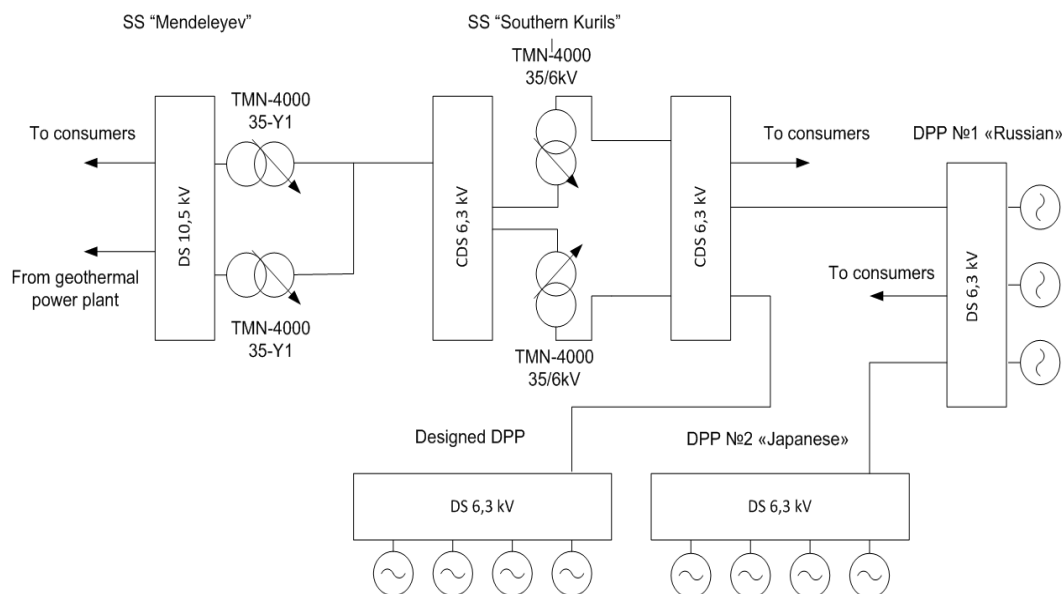 SS “Mendeleyev”
SS “Southern Kurils”
TMN-4000
35/6kV
TMN-4000
35-Y1
To consumers
To consumers
DPP №1 «Russian»
DS 10,5 kV
CDS 6,3 kV
CDS 6,3 kV
DS 6,3 kV
From geothermal
power plant
To consumers
TMN-4000
35-Y1
TMN-4000
35/6kV
Designed DPP
DPP №2 «Japanese»
DS 6,3 kV
DS 6,3 kV